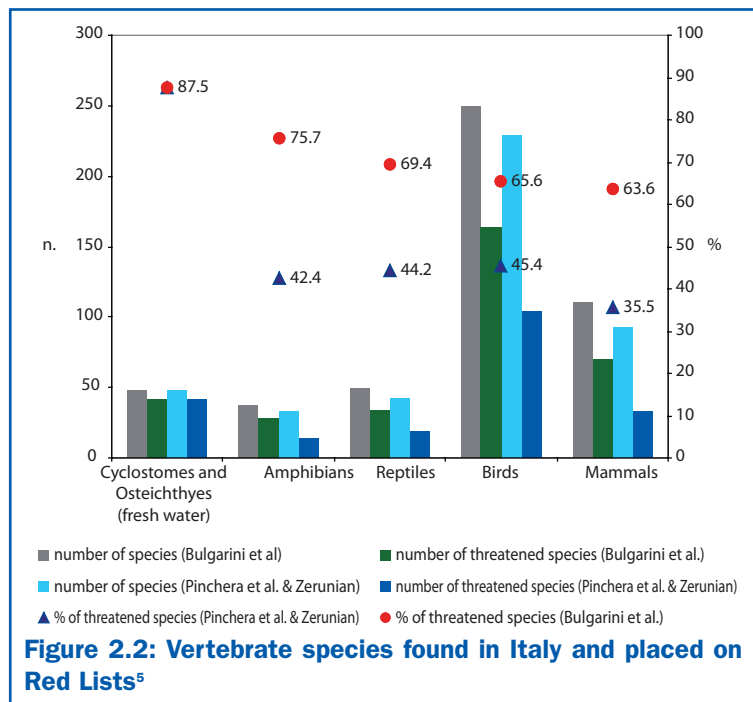 300
250
200
150
100
50
0
n.
100
90
80
70
60
50
40
30
20
10
0
%
87.5
75.7
69.4
65.6
63.6
42.4
44.2
45.4
35.5
Cyclostomes and
Osteichthyes
(fresh water)
Amphibians
Reptiles
Birds
Mammals
number of species (Bulgarini et al)
number of threatened species (Bulgarini et al.)
number of species (Pinchera et al. & Zerunian)
number of threatened species (Pinchera et al. & Zerunian)
% of threatened species (Pinchera et al. & Zerunian)
% of threatened species (Bulgarini et al.)
Figure 2.2: Vertebrate species found in Italy and placed on
Red Lists⁵